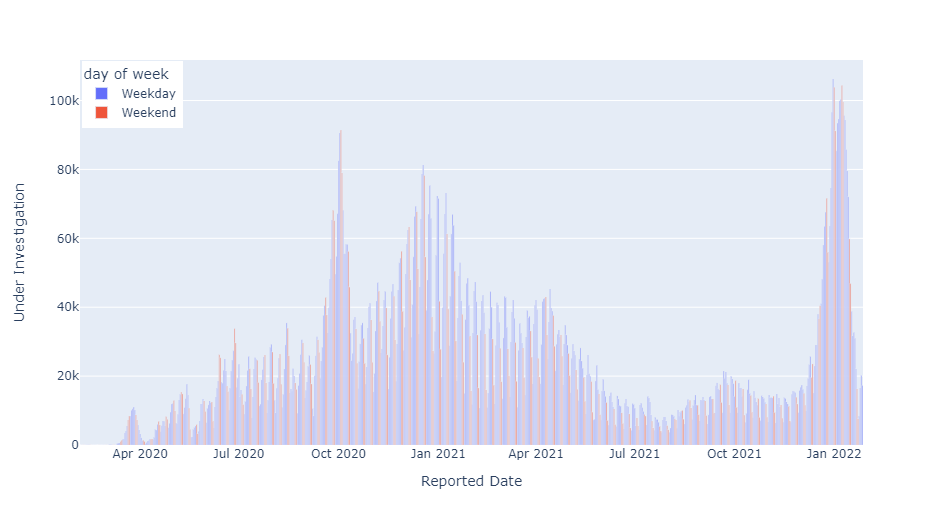 day of week
Weekday
Weekend
100k
80k
60k
40k
20k
0
Under Investigation
Apr 2020 Jul 2020 Oct 2020 Jan 2021 Apr 2021 Jul 2021 Oct 2021 Jan 2022
Reported Date